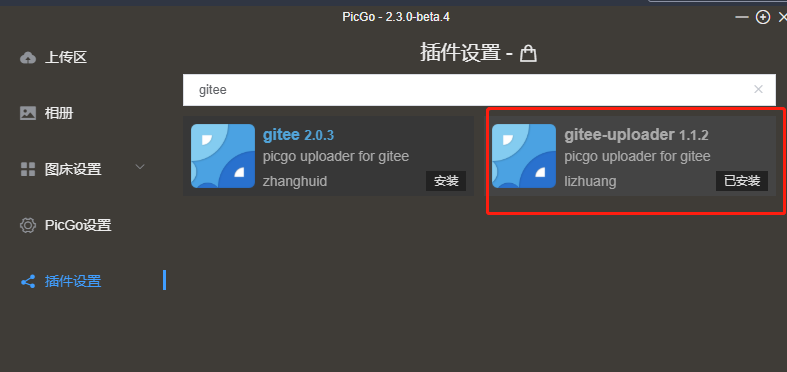 PicGo - 2.3.0-beta.4
上传区
相册
图床设置
PicGo设置
插件设置
插件设置 -
gitee
gitee 2.0.3
picgo uploader for gitee
zhanghuid
安装
gitee-uploader 1.1.2
picgo uploader for gitee
lizhuang
已安装